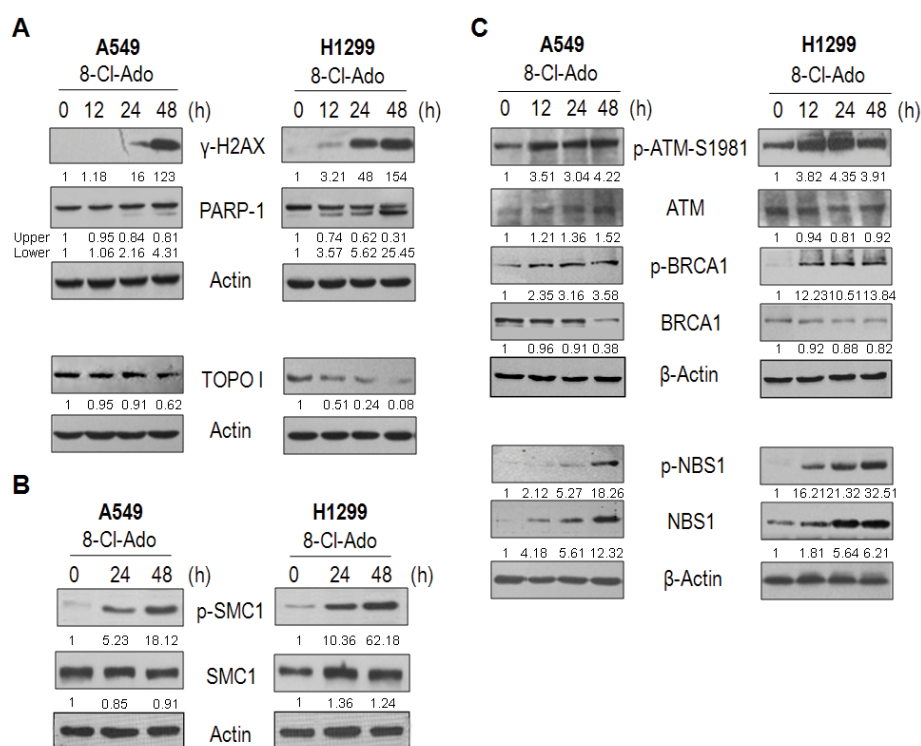 A
A549
8-Cl-Ado
0 12 24 48 (h)
H1299
8-Cl-Ado
0 12 24 48 (h)
γ-H2AX
1 1.18 16 123
1 3.21 48 154
PARP-1
Upper 1 0.95 0.84 0.81
1 0.74 0.62 0.31
Lower 1 1.06 2.16 4.31
1 3.57 5.62 25.45
Actin
TOPO I
1 0.95 0.91 0.62
1 0.51 0.24 0.08
Actin
B
A549
8-Cl-Ado
0 24 48 (h)
H1299
8-Cl-Ado
0 24 48 (h)
p-SMC1
1 5.23 18.12
1 10.36 62.18
SMC1
1 0.85 0.91
1 1.36 1.24
Actin
C
A549
8-Cl-Ado
0 12 24 48 (h)
H1299
8-Cl-Ado
0 12 24 48 (h)
p-ATM-S1981
1 3.51 3.04 4.22
1 3.82 4.35 3.91
ATM
1 1.21 1.36 1.52
1 0.94 0.81 0.92
p-BRCA1
1 2.35 3.16 3.58
1 12.23 10.51 13.84
BRCA1
1 0.96 0.91 0.38
1 0.92 0.88 0.82
β-Actin
p-NBS1
1 2.12 5.27 18.26
1 16.21 21.32 32.51
NBS1
1 4.18 5.61 12.32
1 1.81 5.64 6.21
β-Actin